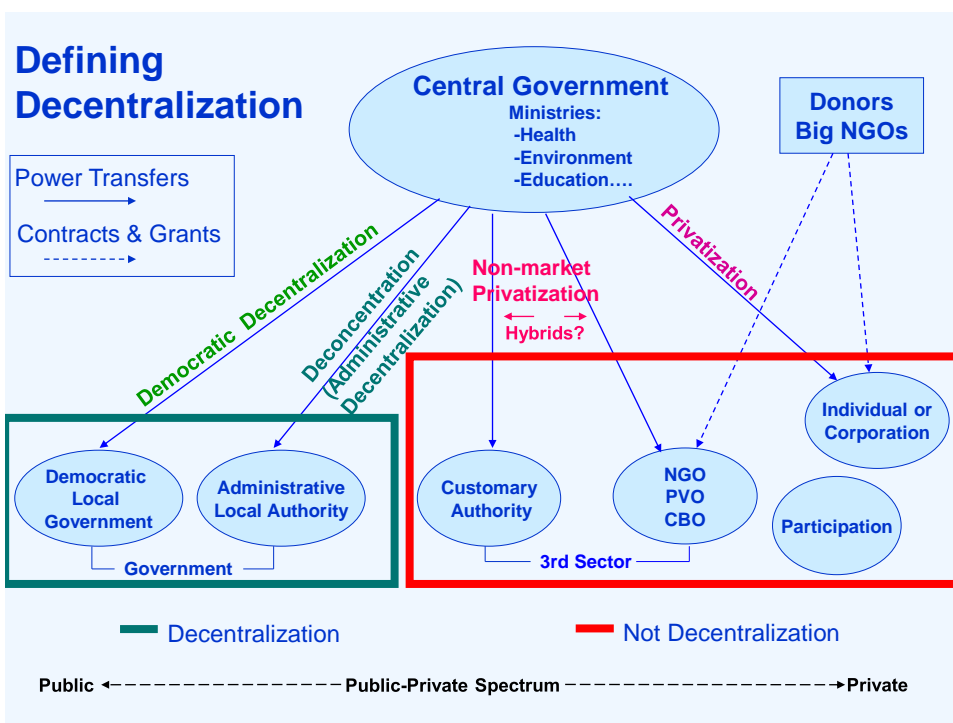 Defining
Decentralization
Central Government
Ministries:
-Health
-Environment
-Education….
Donors
Big NGOs
Power Transfers
Contracts & Grants
Democratic Decentralization
Deconcentration
(Administrative
Decentralization)
Non-market
Privatization
Hybrids?
Privatization
Democratic
Local
Government
Administrative
Local Authority
Government
Customary
Authority
NGO
PVO
CBO
3rd Sector
Individual or
Corporation
Participation
Decentralization
Not Decentralization
Public
Public-Private Spectrum
Private